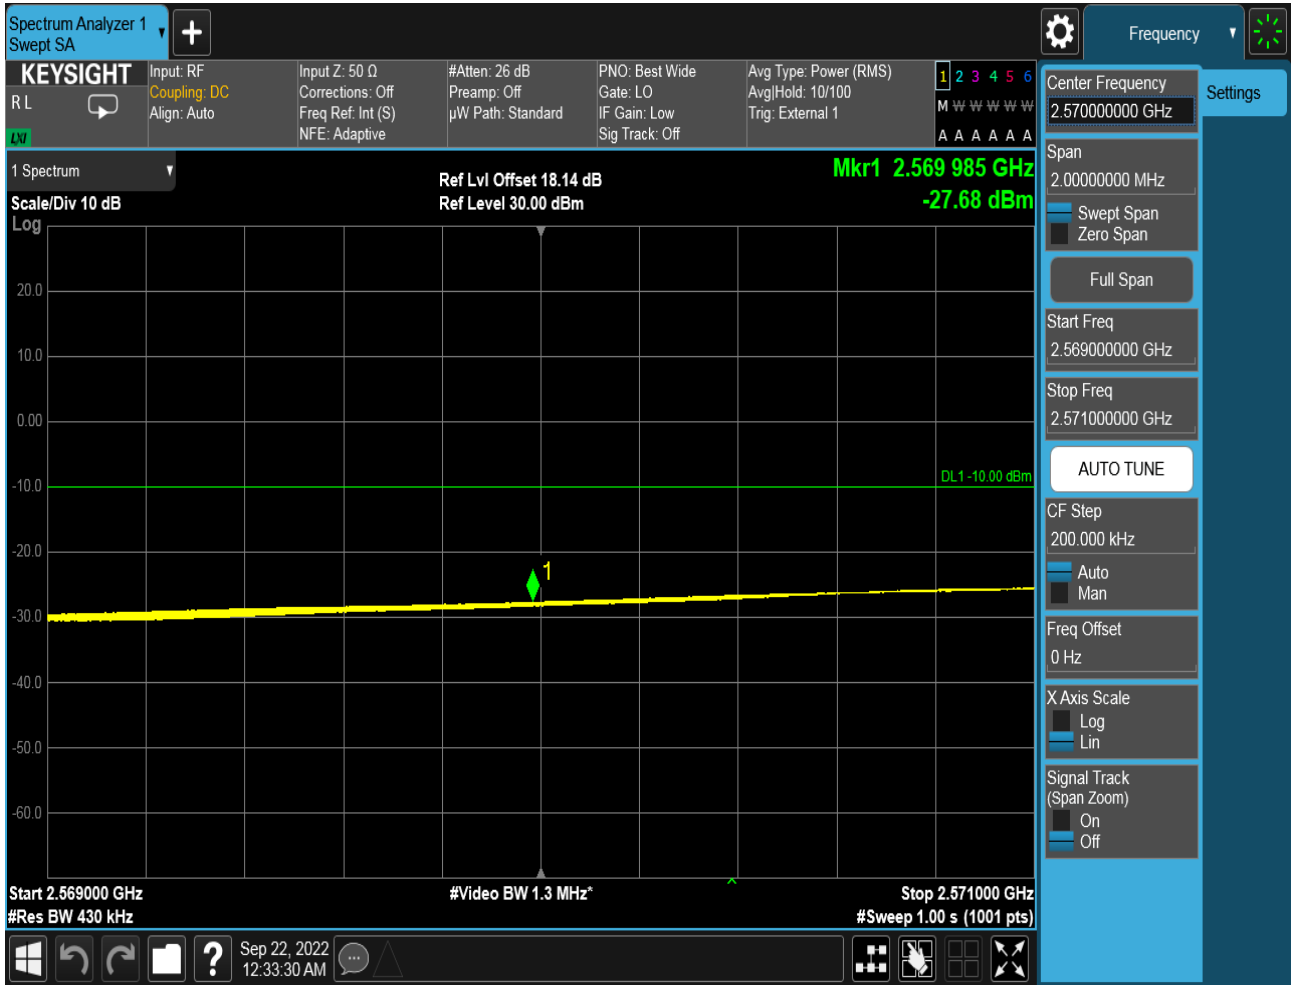 Spectrum Analyzer 1
Swept SA
Frequency
KEYSIGHT
R L
LXI
Input: RF
Coupling: DC
Align: Auto
Input Z: 50 Ω
Corrections: Off
Freq Ref: Int (S)
NFE: Adaptive
#Atten: 26 dB
Preamp: Off
µW Path: Standard
PNO: Best Wide
Gate: LO
IF Gain: Low
Sig Track: Off
Avg Type: Power (RMS)
Avg|Hold: 10/100
Trig: External 1
1 2 3 4 5 6
M W W W W W
A A A A A A
1 Spectrum
Scale/Div 10 dB
Log
Ref Lvl Offset 18.14 dB
Ref Level 30.00 dBm
Mkr1 2.569 985 GHz
-27.68 dBm
20.0
10.0
0.00
-10.0
-20.0
-30.0
-40.0
-50.0
-60.0
DL1 -10.00 dBm
1
Start 2.569000 GHz
#Res BW 430 kHz
#Video BW 1.3 MHz*
Stop 2.571000 GHz
#Sweep 1.00 s (1001 pts)
Center Frequency
2.570000000 GHz
Settings
Span
2.00000000 MHz
Swept Span
Zero Span
Full Span
Start Freq
2.569000000 GHz
Stop Freq
2.571000000 GHz
AUTO TUNE
CF Step
200.000 kHz
Auto
Man
Freq Offset
0 Hz
X Axis Scale
Log
Lin
Signal Track
(Span Zoom)
On
Off
?
Sep 22, 2022
12:33:30 AM